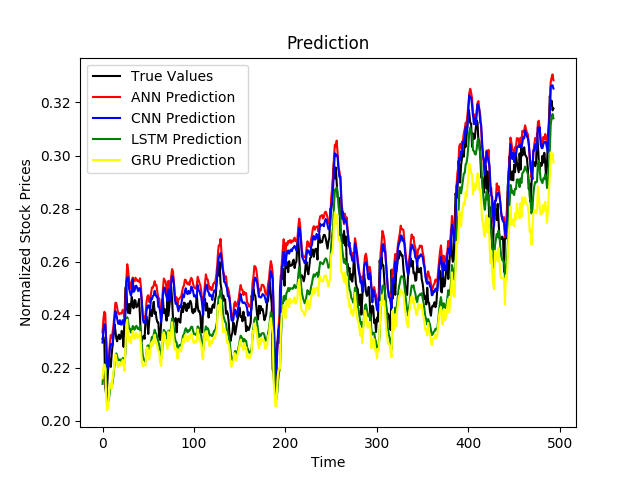 Prediction
True Values
ANN Prediction
CNN Prediction
LSTM Prediction
GRU Prediction
Normalized Stock Prices
0.32
0.30
0.28
0.26
0.24
0.22
0.20
0 100 200 300 400 500
Time